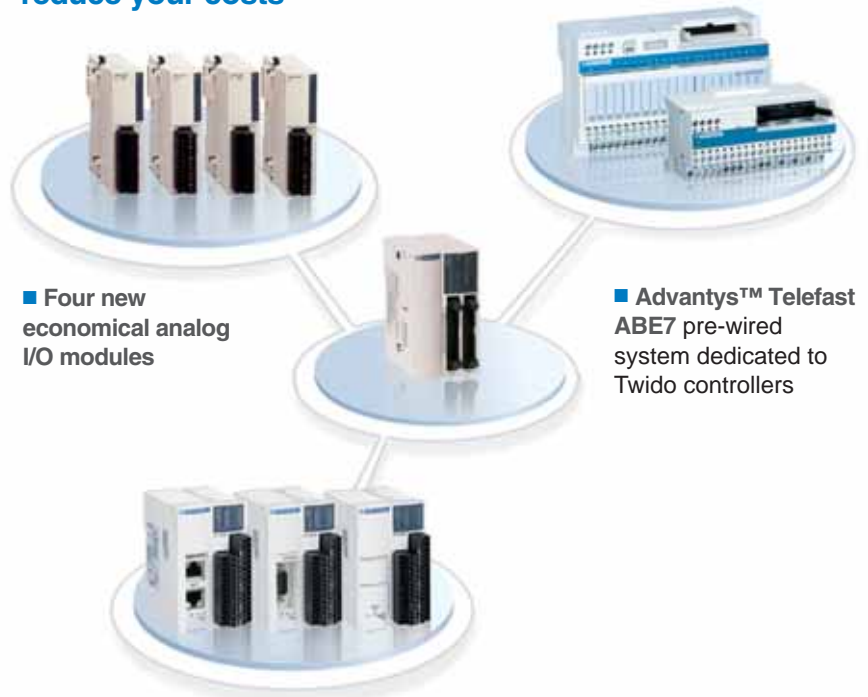 reduce your costs
■ Four new
economical analog
I/O modules
■ Advantys™ Telefast
ABE7 pre-wired
system dedicated to
Twido controllers